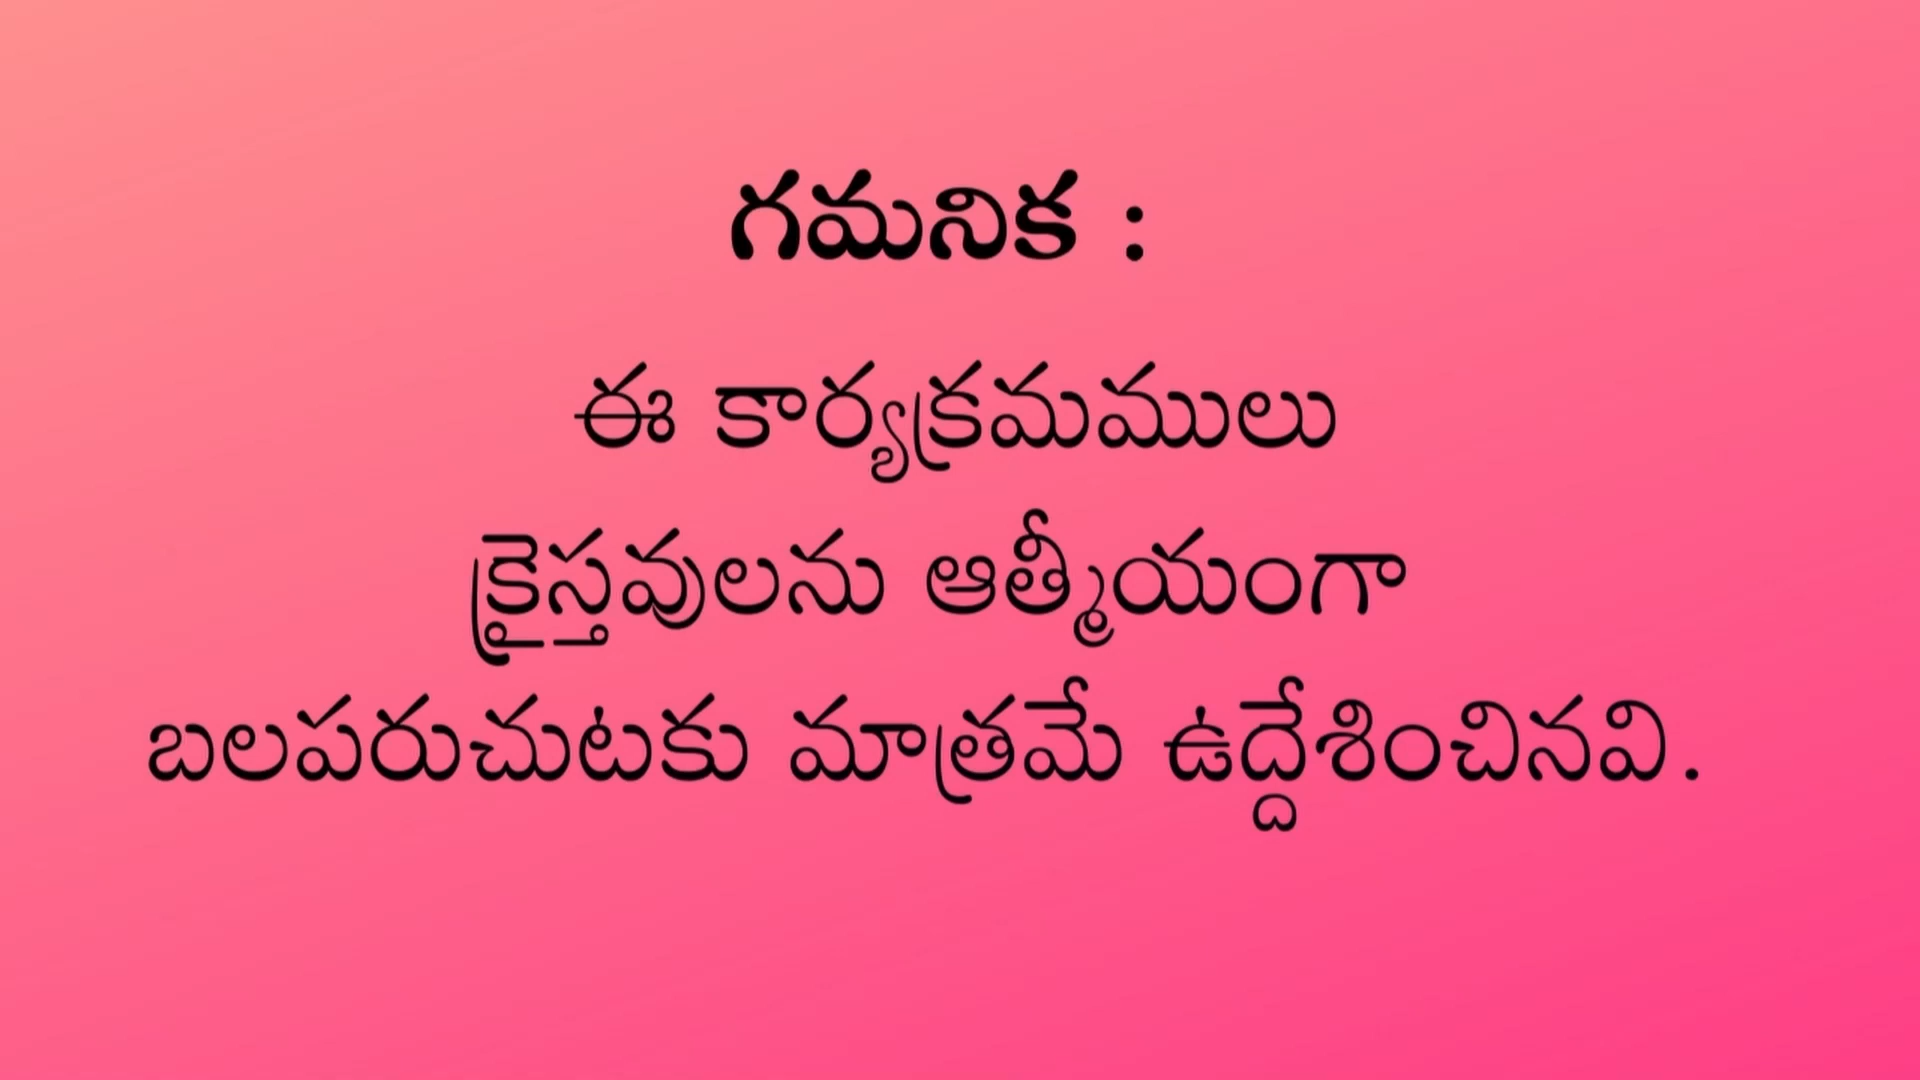 గమనిక :
ఈ కార్యక్రమములు
క్రైస్తవులను ఆత్మీయంగా
బలపరుచుటకు మాత్రమే ఉద్దేశించినవి.